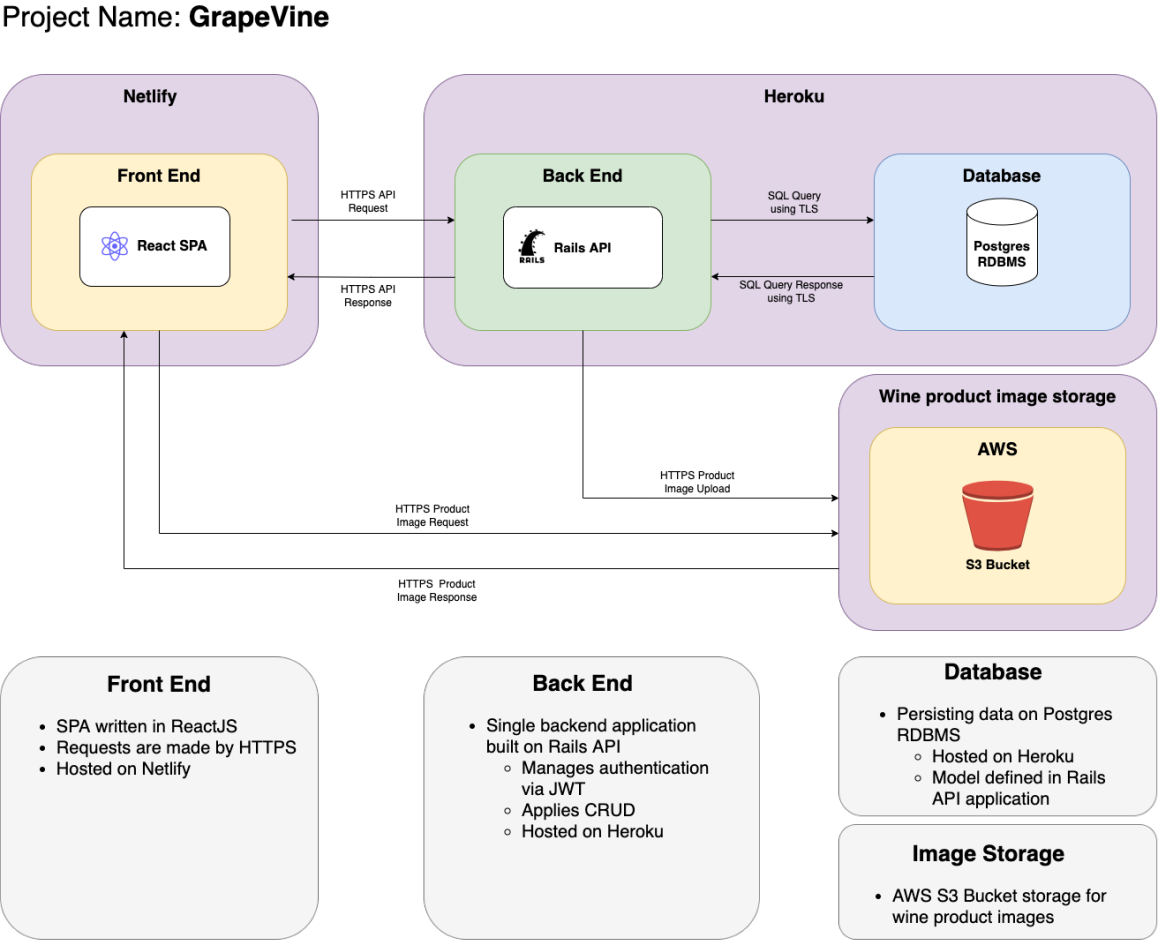 Project Name: GrapeVine
Netlify
Heroku
Front End
React SPA
HTTPS API
Request
HTTPS API
Response
Back End
RAILS
Rails API
SQL Query
using TLS
SQL Query Response
using TLS
Database
Postgres
RDBMS
Wine product image storage
AWS
S3 Bucket
HTTPS Product
Image Upload
HTTPS Product
Image Request
HTTPS  Product
Image Response
Front End
• SPA written in ReactJS
• Requests are made by HTTPS
• Hosted on Netlify
Back End
• Single backend application
built on Rails API
◦ Manages authentication
via JWT
◦ Applies CRUD
◦ Hosted on Heroku
Database
• Persisting data on Postgres
RDBMS
◦ Hosted on Heroku
◦ Model defined in Rails
API application
Image Storage
• AWS S3 Bucket storage for
wine product images